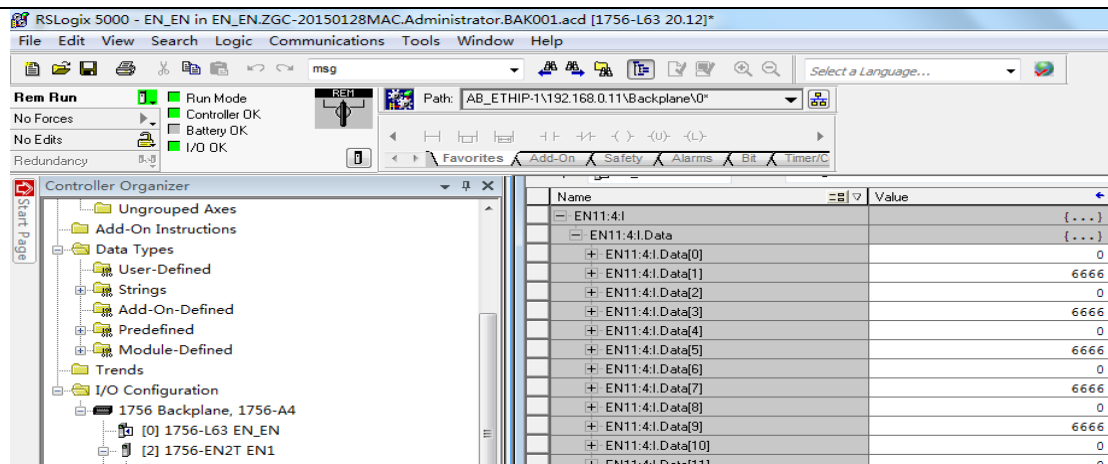 RSLogix 5000 - EN_EN in EN_EN.ZGC-20150128MAC.Administrator.BAK001.acd [1756-L63 20.12]*
File Edit View Search Logic Communications Tools Window Help
msg
Select a Language...
Rem Run
Run Mode
REM
Path: AB_ETHIP-1\192.168.0.11\Backplane\0*
No Forces
Controller OK
Battery OK
No Edits
I/O OK
Redundancy
Favorites Add-On Safety Alarms Bit Timer/C
Start Page
Controller Organizer
Ungrouped Axes
Add-On Instructions
Data Types
User-Defined
Strings
Add-On-Defined
Predefined
Module-Defined
Trends
I/O Configuration
1756 Backplane, 1756-A4
[0] 1756-L63 EN_EN
[2] 1756-EN2T EN1
Name Value
EN11:4:I {...}
EN11:4:I.Data {...}
EN11:4:I.Data[0] 0
EN11:4:I.Data[1] 6666
EN11:4:I.Data[2] 0
EN11:4:I.Data[3] 6666
EN11:4:I.Data[4] 0
EN11:4:I.Data[5] 6666
EN11:4:I.Data[6] 0
EN11:4:I.Data[7] 6666
EN11:4:I.Data[8] 0
EN11:4:I.Data[9] 6666
EN11:4:I.Data[10] 0